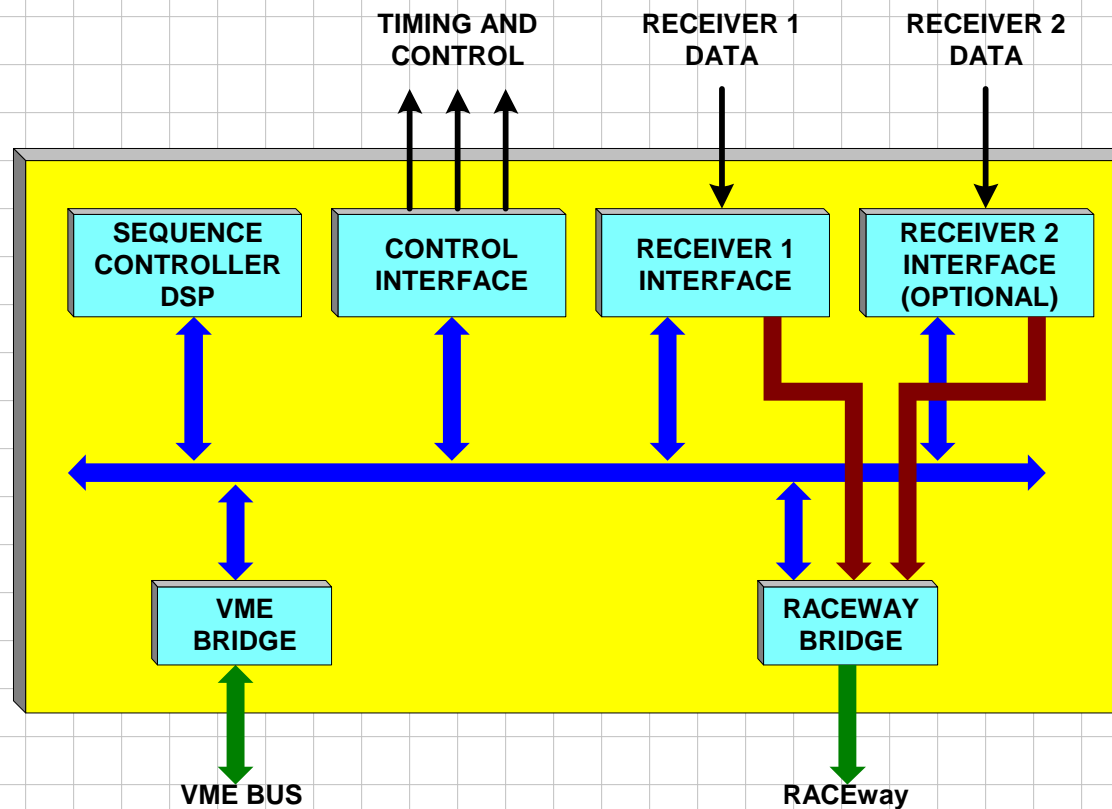 TIMING AND
CONTROL
RECEIVER 1
DATA
RECEIVER 2
DATA
SEQUENCE
CONTROLLER
DSP
CONTROL
INTERFACE
RECEIVER 1
INTERFACE
RECEIVER 2
INTERFACE
(OPTIONAL)
VME
BRIDGE
RACEWAY
BRIDGE
VME BUS
RACEway